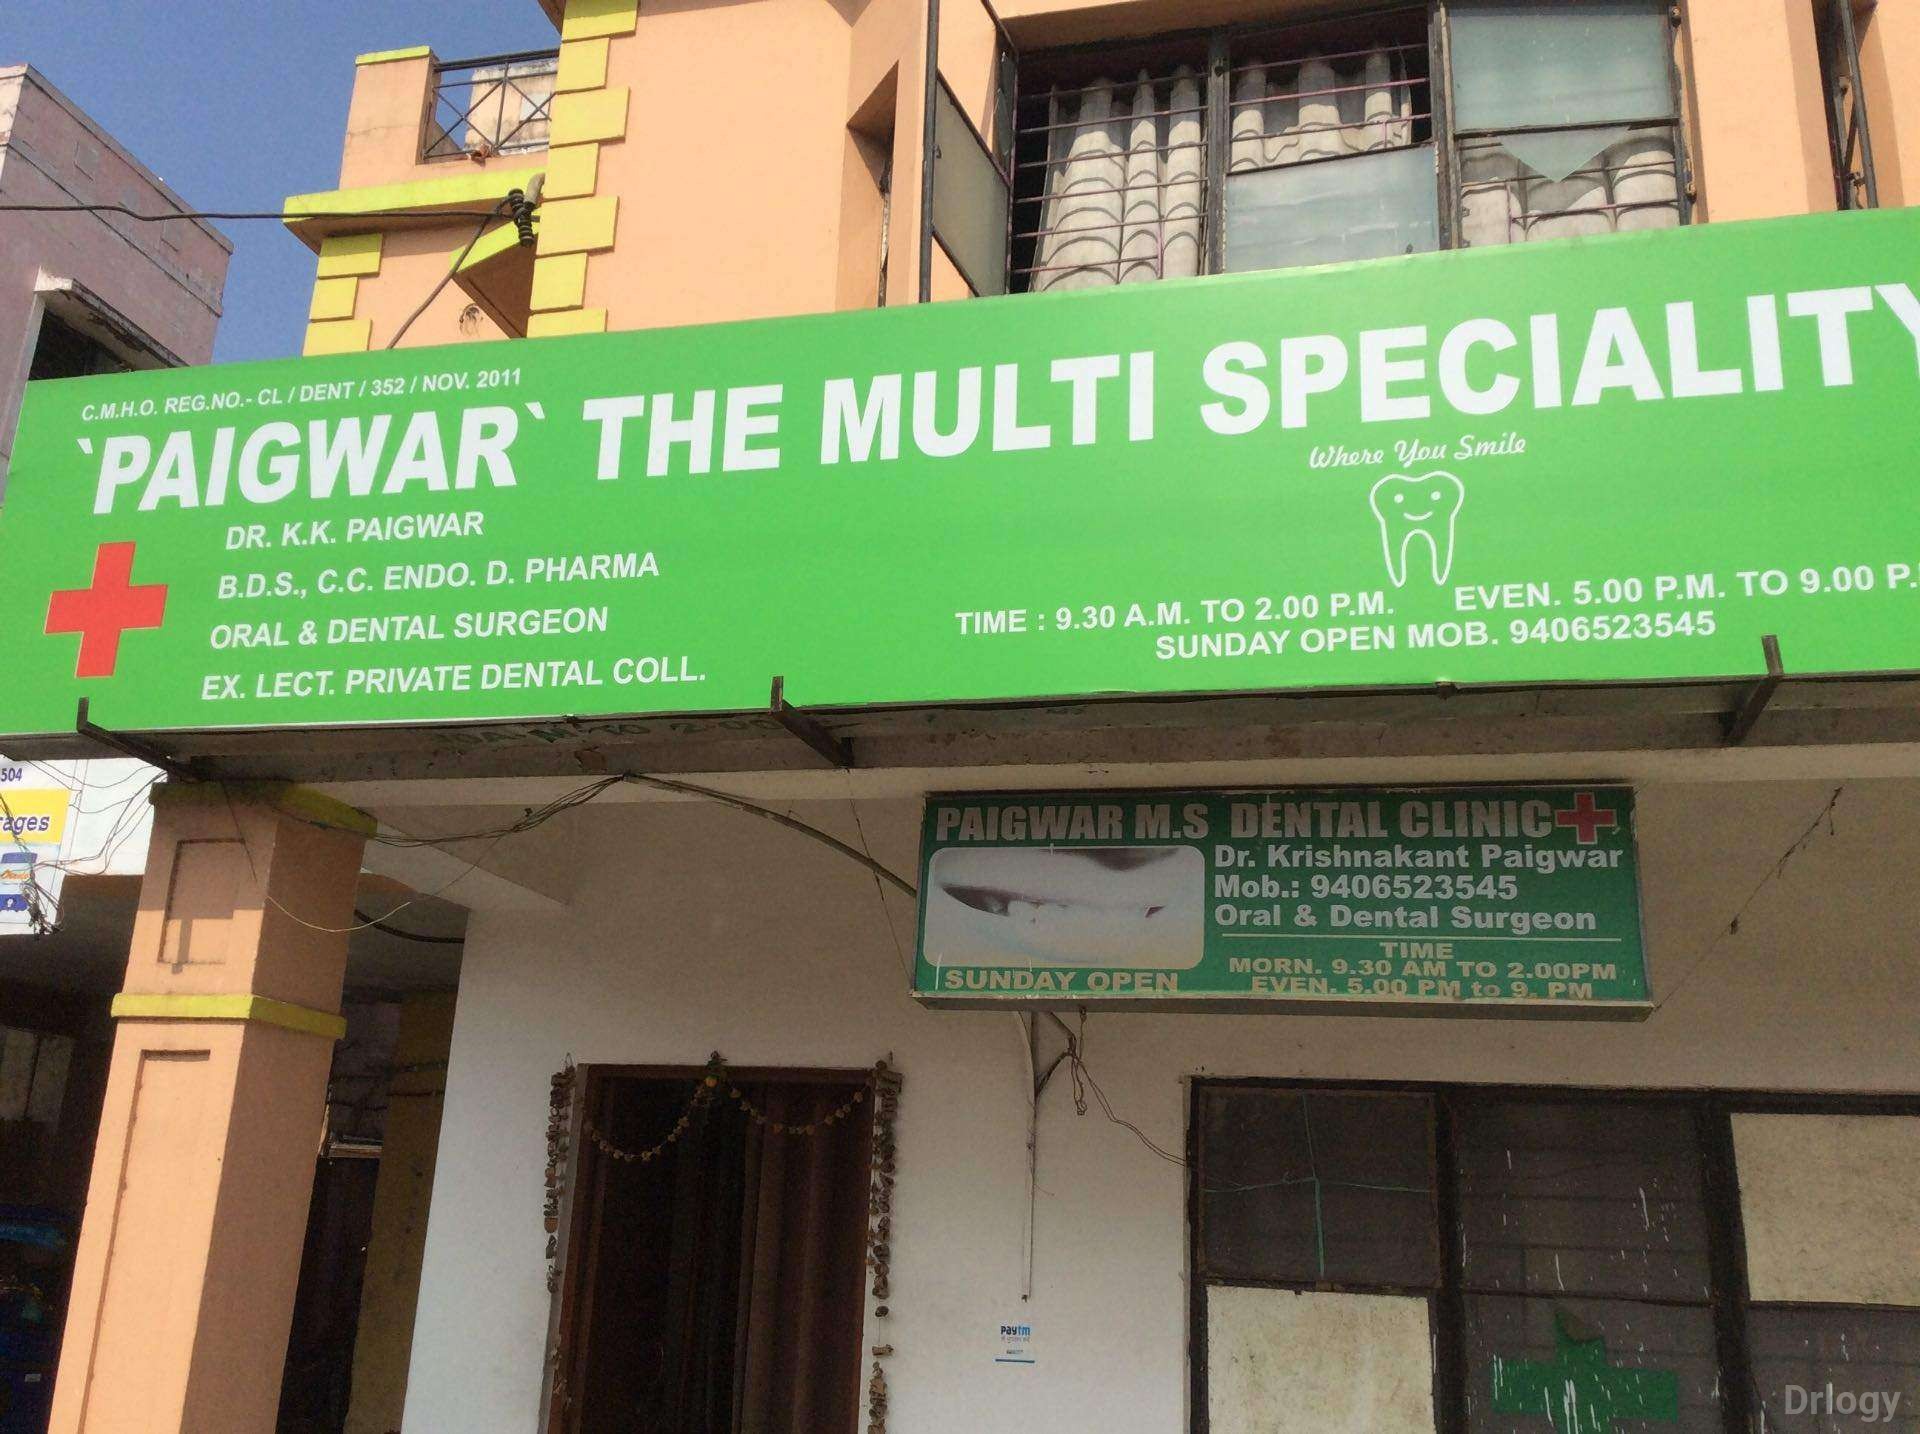 C.M.H.O. REG.NO.- CL / DENT / 352 / NOV. 2011
`PAIGWAR` THE MULTI SPECIALITY
Where You Smile
DR. K.K. PAIGWAR
B.D.S., C.C. ENDO. D. PHARMA
ORAL & DENTAL SURGEON
EX. LECT. PRIVATE DENTAL COLL.
TIME : 9.30 A.M. TO 2.00 P.M. EVEN. 5.00 P.M. TO 9.00 P.
SUNDAY OPEN MOB. 9406523545
504
rages
PAIGWAR M.S DENTAL CLINIC
Dr. Krishnakant Paigwar
Mob.: 9406523545
Oral & Dental Surgeon
TIME
MORN. 9.30 AM TO 2.00PM
EVEN. 5.00 PM to 9. PM
SUNDAY OPEN
paytm
Drlogy